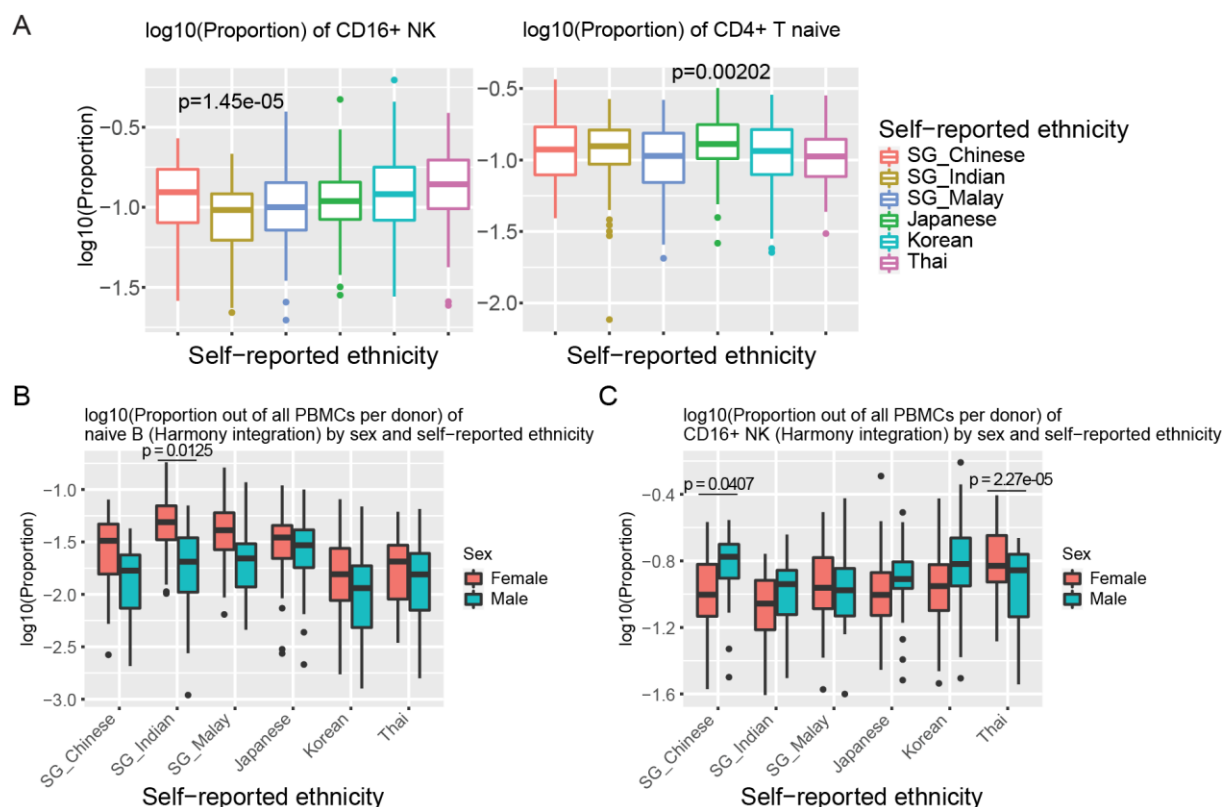 A
log10(Proportion) of CD16+ NK
log10(Proportion) of CD4+ T naive
p=1.45e-05
p=0.00202
log10(Proportion)
−0.5
−1.0
−1.5
−0.5
−1.0
−1.5
−2.0
Self−reported ethnicity
Self−reported ethnicity
Self−reported ethnicity
SG_Chinese
SG_Indian
SG_Malay
Japanese
Korean
Thai
B
log10(Proportion out of all PBMCs per donor) of
naive B (Harmony integration) by sex and self-reported ethnicity
p = 0.0125
log10(Proportion)
−1.0
−1.5
−2.0
−2.5
−3.0
SG_Chinese
SG_Indian
SG_Malay
Japanese
Korean
Thai
Self−reported ethnicity
Sex
Female
Male
C
log10(Proportion out of all PBMCs per donor) of
CD16+ NK (Harmony integration) by sex and self-reported ethnicity
p = 0.0407
p = 2.27e-05
log10(Proportion)
−0.4
−0.8
−1.2
−1.6
SG_Chinese
SG_Indian
SG_Malay
Japanese
Korean
Thai
Self−reported ethnicity
Sex
Female
Male